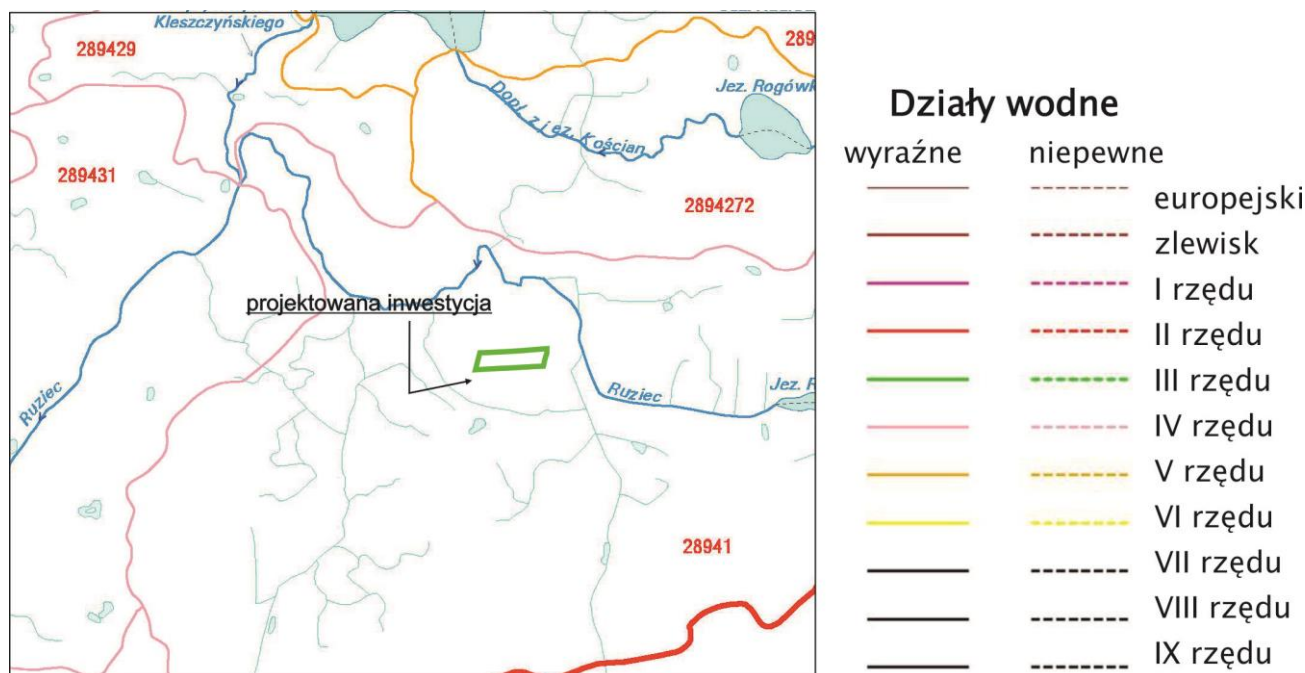 Kleszczyńskiego
289429
289
Jez. Rogówk
Dopł. z jez. Kościan
289431
2894272
projektowana inwestycja
Ruziec
Ruziec
Jez. R
28941
Działy wodne
wyraźne niepewne
europejski
zlewisk
I rzędu
II rzędu
III rzędu
IV rzędu
V rzędu
VI rzędu
VII rzędu
VIII rzędu
IX rzędu